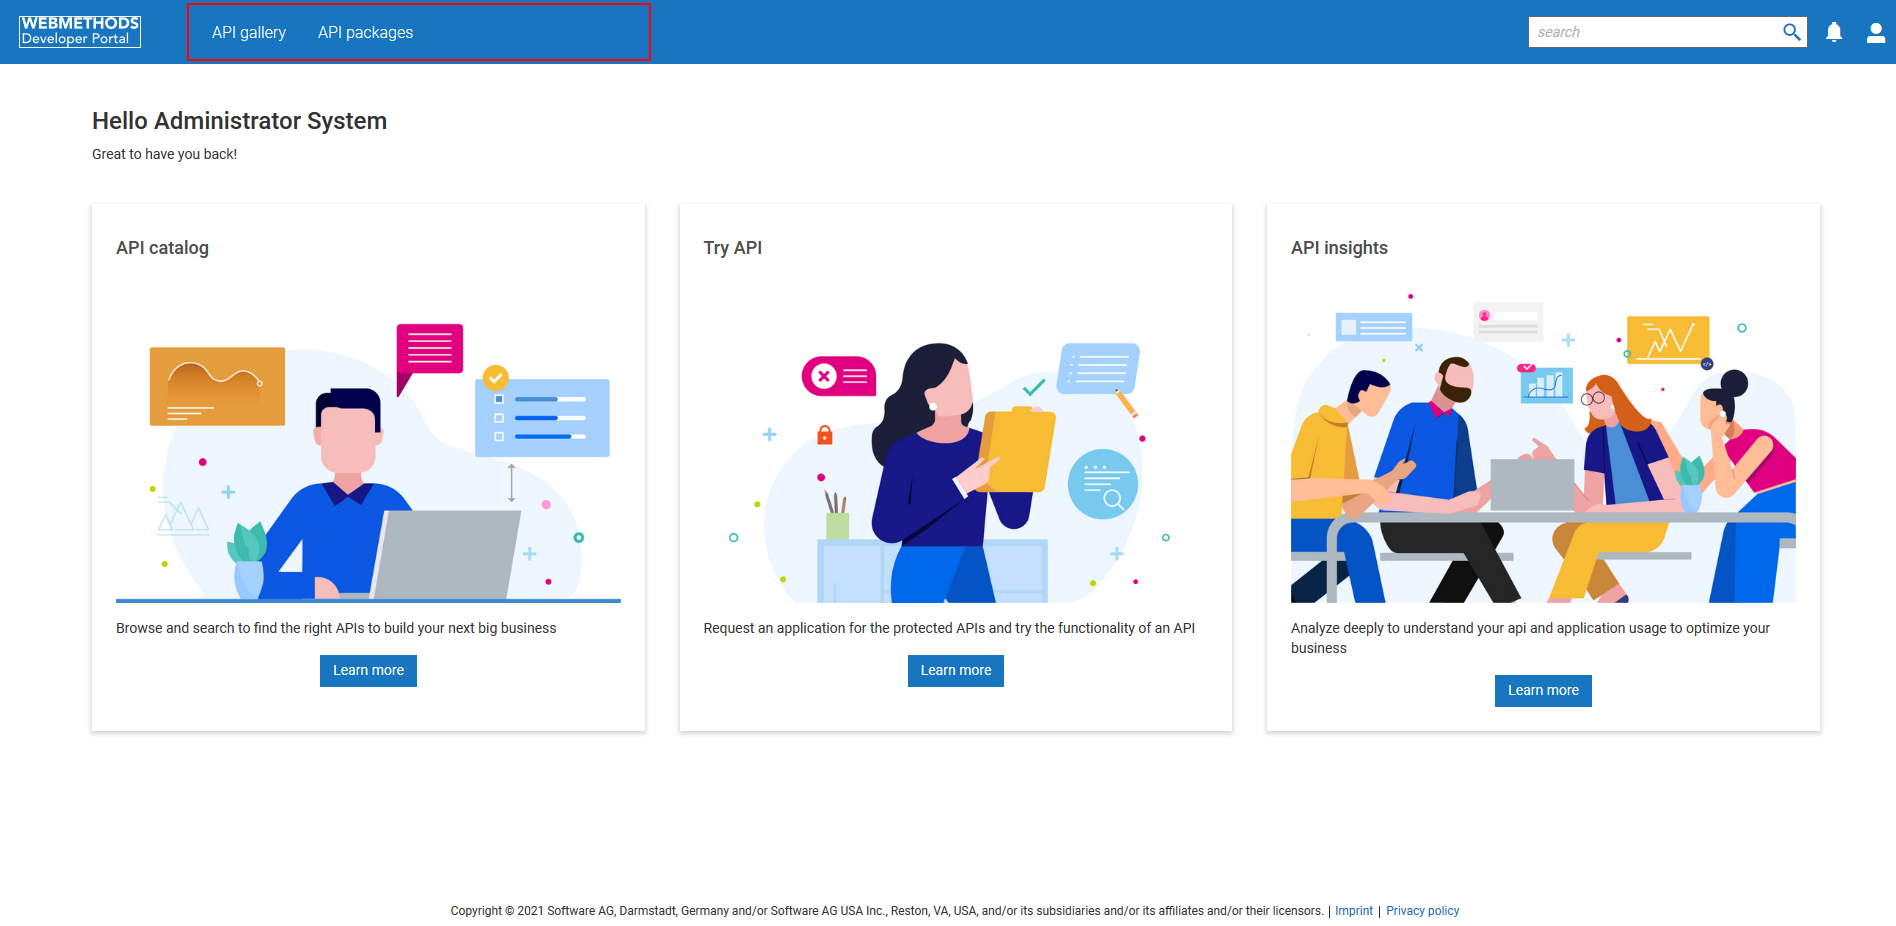 WEBMETHODS
Developer Portal
API gallery API packages
search
Hello Administrator System
Great to have you back!
API catalog
Browse and search to find the right APIs to build your next big business
Learn more
Try API
Request an application for the protected APIs and try the functionality of an API
Learn more
API insights
Analyze deeply to understand your api and application usage to optimize your
business
Learn more
Copyright © 2021 Software AG, Darmstadt, Germany and/or Software AG USA Inc., Reston, VA, USA, and/or its subsidiaries and/or its affiliates and/or their licensors. | Imprint | Privacy policy